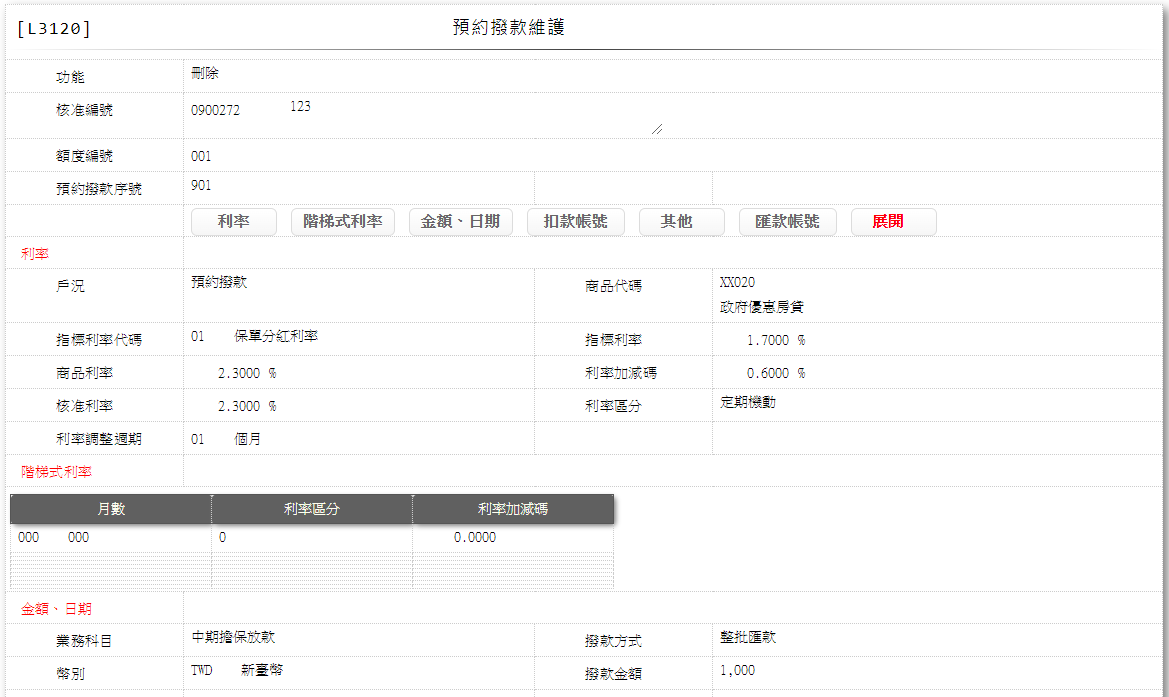 [L3120] 預約撥款維護
功能 刪除
核准編號 0900272 123
額度編號 001
預約撥款序號 901
利率 階梯式利率 金額、日期 扣款帳號 其他 匯款帳號 展開
利率
戶況 預約撥款 商品代碼 XX020
政府優惠房貸
指標利率代碼 01 保單分紅利率 指標利率 1.7000 %
商品利率 2.3000 % 利率加減碼 0.6000 %
核准利率 2.3000 % 利率區分 定期機動
利率調整週期 01 個月
階梯式利率
月數 利率區分 利率加減碼
000 000 0 0.0000
金額、日期
業務科目 中期擔保放款 撥款方式 整批匯款
幣別 TWD 新臺幣 撥款金額 1,000